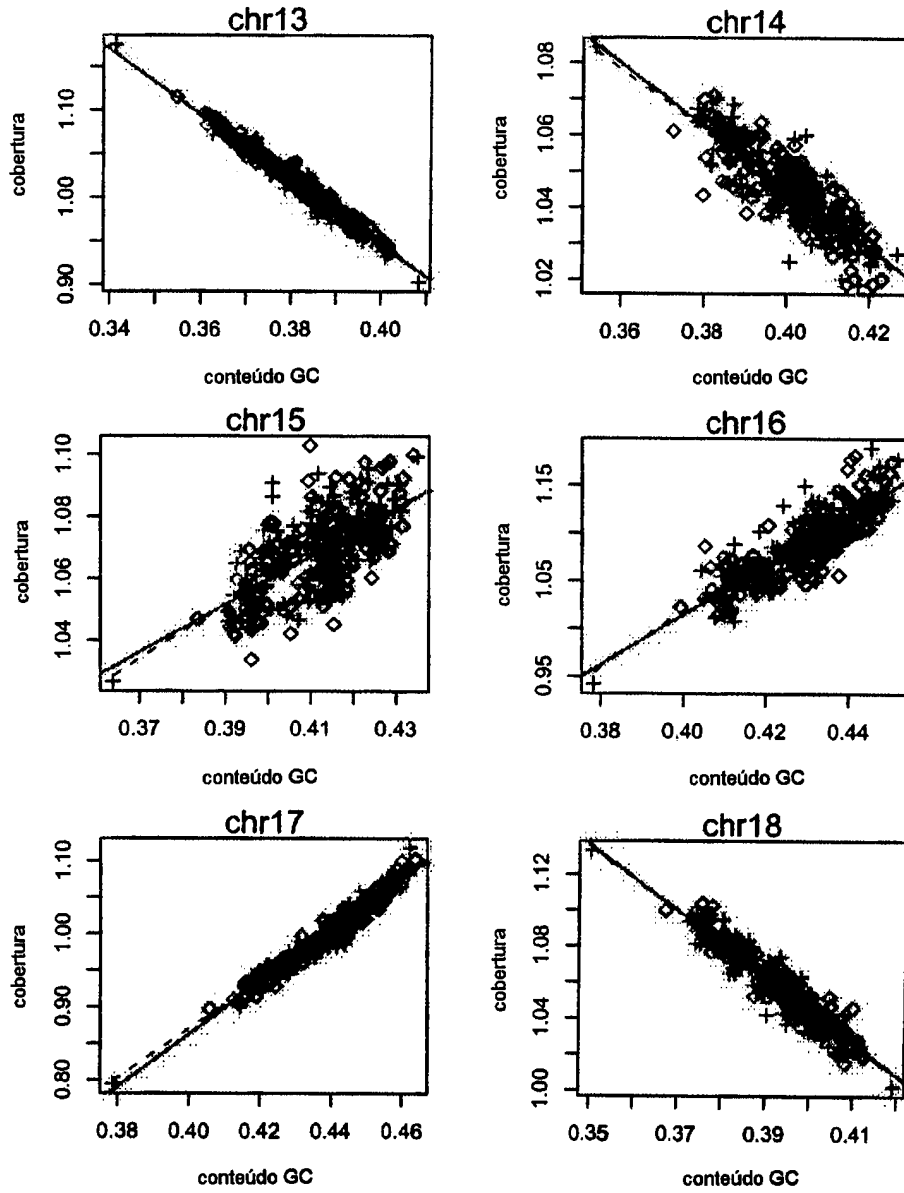 chr13
cobertura
0.90 1.00 1.10
0.34 0.36 0.38 0.40
conteúdo GC
chr14
cobertura
1.02 1.04 1.06 1.08
0.36 0.38 0.40 0.42
conteúdo GC
chr15
cobertura
1.04 1.06 1.08 1.10
0.37 0.39 0.41 0.43
conteúdo GC
chr16
cobertura
0.95 1.05 1.15
0.38 0.40 0.42 0.44
conteúdo GC
chr17
cobertura
0.80 0.90 1.00 1.10
0.38 0.40 0.42 0.44 0.46
conteúdo GC
chr18
cobertura
1.00 1.04 1.08 1.12
0.35 0.37 0.39 0.41
conteúdo GC